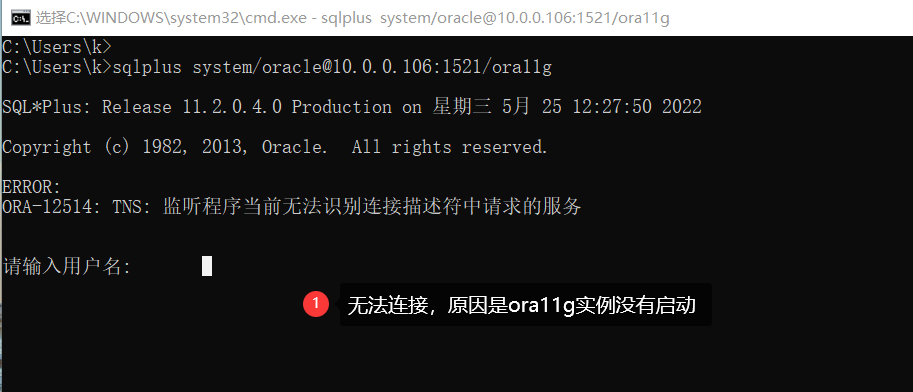 选择C:\WINDOWS\system32\cmd.exe - sqlplus  system/oracle@10.0.0.106:1521/ora11g
C:\Users\k>
C:\Users\k>sqlplus system/oracle@10.0.0.106:1521/ora11g
SQL*Plus: Release 11.2.0.4.0 Production on 星期三 5月 25 12:27:50 2022
Copyright (c) 1982, 2013, Oracle.  All rights reserved.
ERROR:
ORA-12514: TNS: 监听程序当前无法识别连接描述符中请求的服务
请输入用户名:
1 无法连接，原因是ora11g实例没有启动